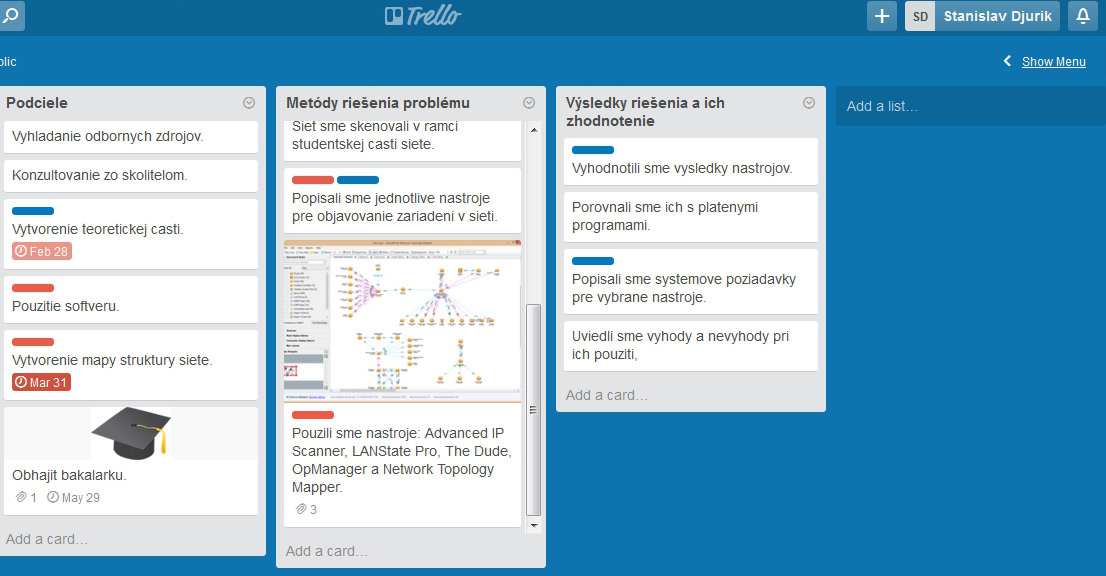 Trello
+
SD
Stanislav Djurik
Show Menu
Podciele
Vyhladanie odbornych zdrojov.
Konzultovanie zo skolitelom.
Vytvorenie teoretickej casti.
Feb 28
Pouzitie softveru.
Vytvorenie mapy struktury siete.
Mar 31
Obhajit bakalarku.
1
May 29
Add a card…
Metódy riešenia problému
Siet sme skenovali v ramci
studentskej casti siete.
Popisali sme jednotlive nastroje
pre objavovanie zariadeni v sieti.
Pouzili sme nastroje: Advanced IP
Scanner, LANState Pro, The Dude,
OpManager a Network Topology
Mapper.
3
Add a card…
Výsledky riešenia a ich
zhodnotenie
Vyhodnotili sme vysledky nastrojov.
Porovnali sme ich s platenymi
programami.
Popisali sme systemove poziadavky
pre vybrane nastroje.
Uviedli sme vyhody a nevyhody pri
ich pouziti,
Add a card…
Add a list…